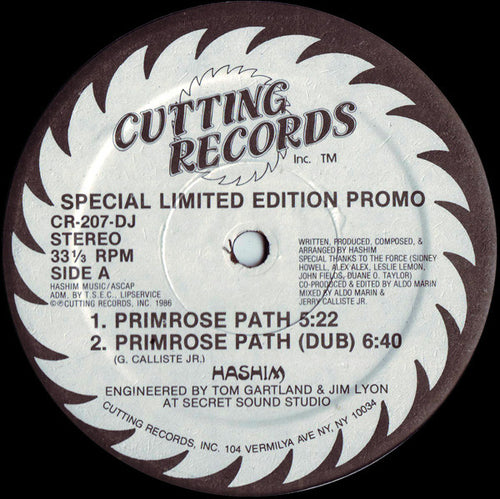 CUTTING
RECORDS
Inc. TM
SPECIAL LIMITED EDITION PROMO
CR-207-DJ
STEREO
33⅓ RPM
SIDE A
HASHIM MUSIC/ASCAP
ADM. BY T.S.E.C., LIPSERVICE
©℗CUTTING RECORDS, INC. 1986
WRITTEN, PRODUCED, COMPOSED, &
ARRANGED BY HASHIM
SPECIAL THANKS TO THE FORCE (SIDNEY
HOWELL, ALEX ALEX, LESLIE LEMON,
JOHN FIELDS, DUANE O. TAYLOR)
CO-PRODUCED & EDITED BY ALDO MARIN
MIXED BY ALDO MARIN &
JERRY CALLISTE JR.
1. PRIMROSE PATH 5:22
2. PRIMROSE PATH (DUB) 6:40
(G. CALLISTE JR.)
HASHIM
ENGINEERED BY TOM GARTLAND & JIM LYON
AT SECRET SOUND STUDIO
CUTTING RECORDS, INC. 104 VERMILYA AVE NY, NY 10034